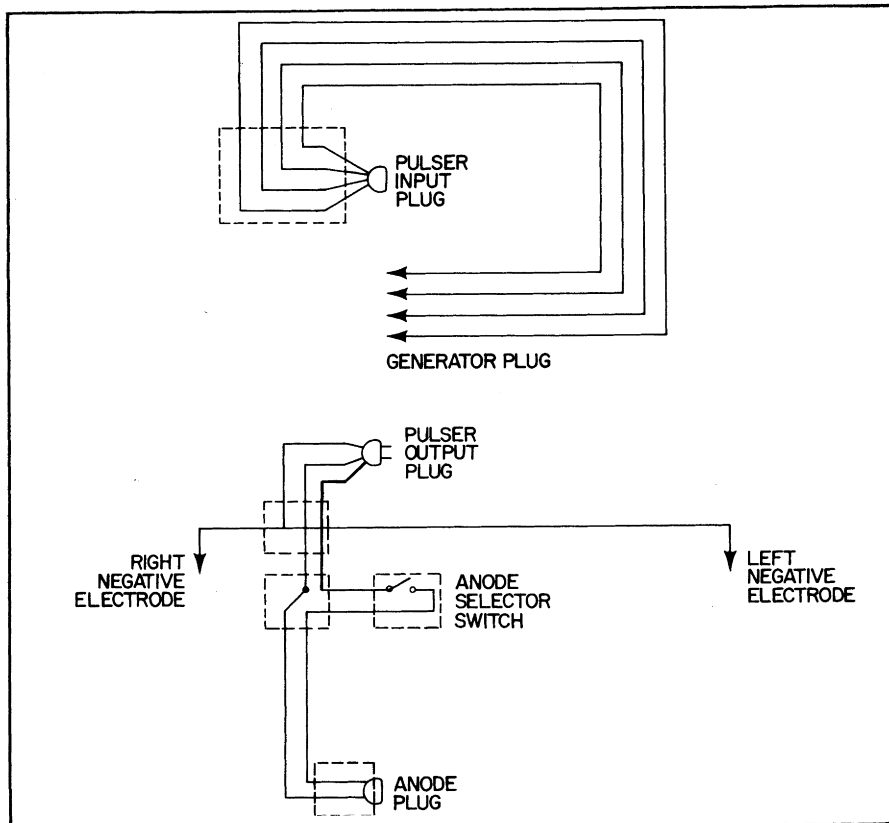 PULSER
INPUT
PLUG
GENERATOR PLUG
PULSER
OUTPUT
PLUG
RIGHT
NEGATIVE
ELECTRODE
ANODE
SELECTOR
SWITCH
LEFT
NEGATIVE
ELECTRODE
ANODE
PLUG